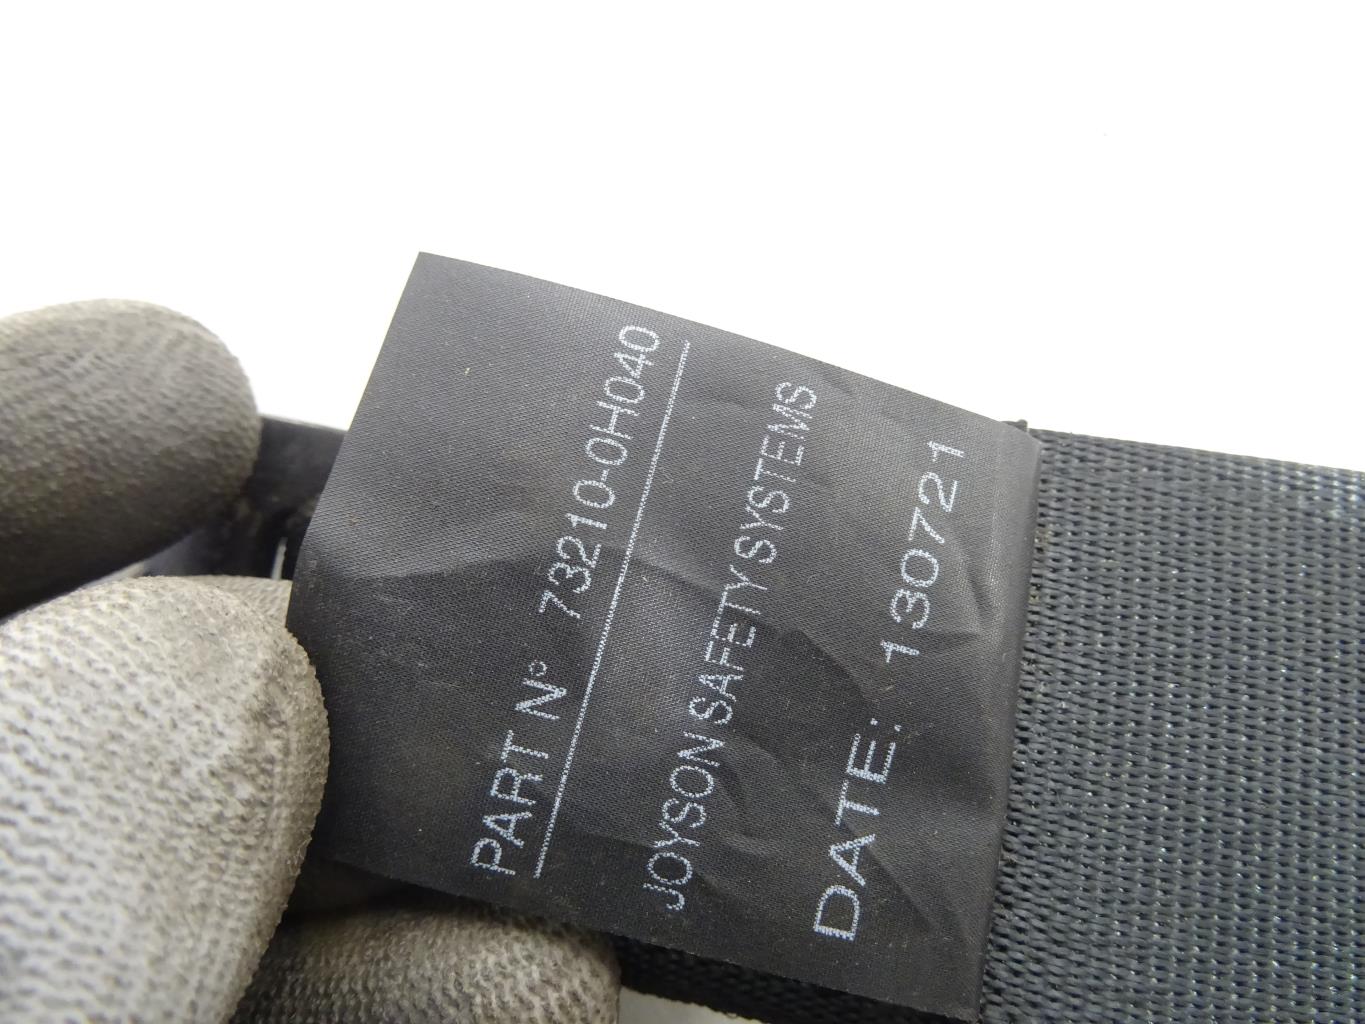 PART N° 73210-0H040
JOYSON SAFETY SYSTEMS
DATE: 130721